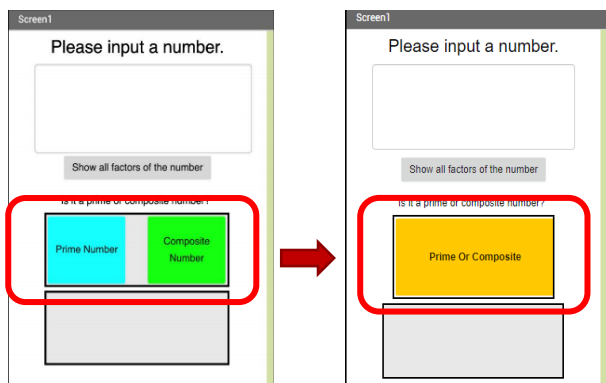 Screen1
Please input a number.
Show all factors of the number
Is it a prime or composite number?
Prime Number
Composite
Number
Screen1
Please input a number.
Show all factors of the number
Is it a prime or composite number?
Prime Or Composite